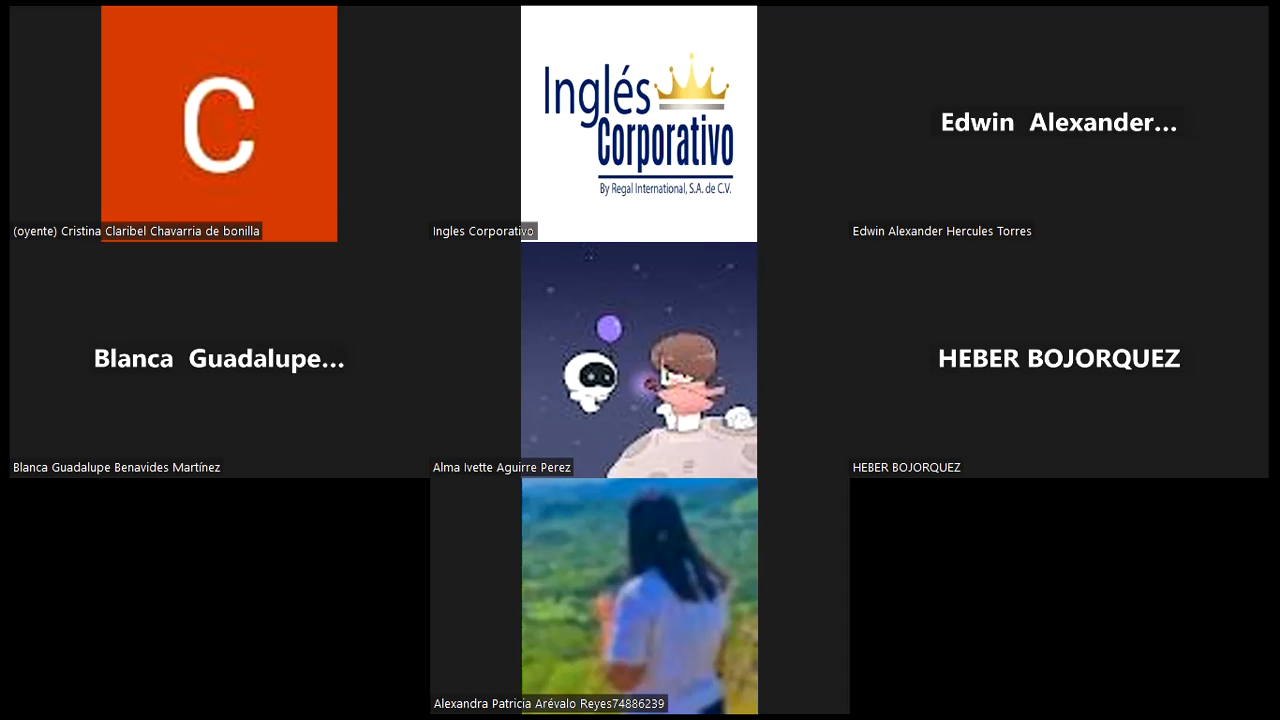 C
(oyente) Cristina Claribel Chavarria de bonilla
Inglés
Corporativo
By Regal International, S.A. de C.V.
Ingles Corporativo
Edwin Alexander...
Edwin Alexander Hercules Torres
Blanca Guadalupe...
Blanca Guadalupe Benavides Martínez
Alma Ivette Aguirre Perez
HEBER BOJORQUEZ
HEBER BOJORQUEZ
Alexandra Patricia Arévalo Reyes74886239